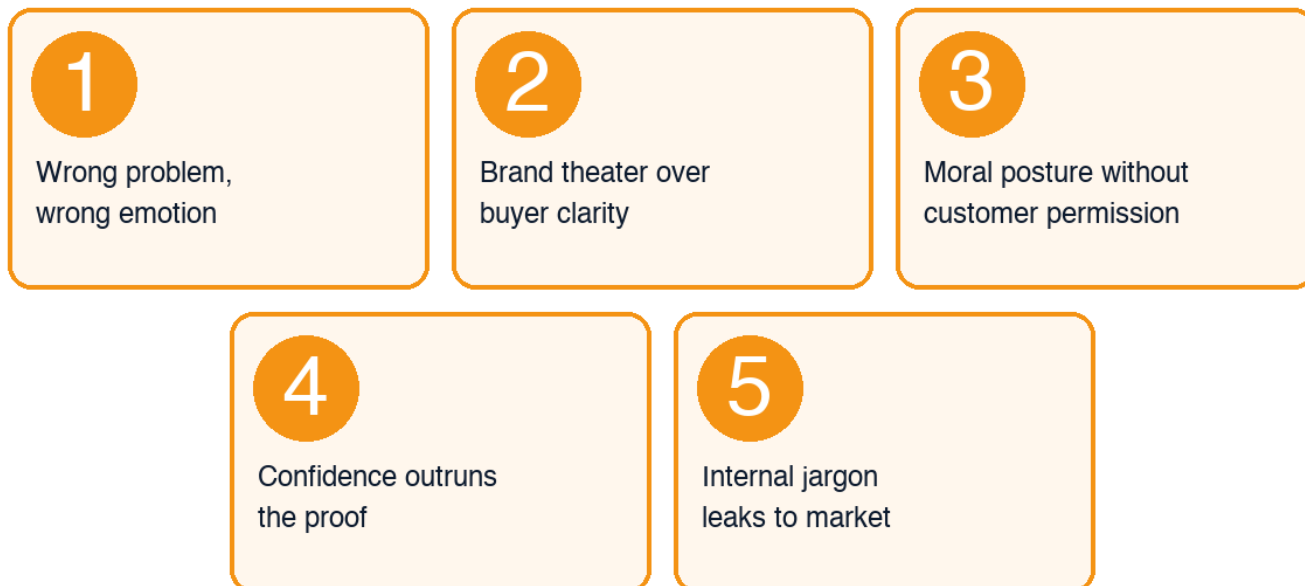 1
Wrong problem,
wrong emotion
2
Brand theater over
buyer clarity
3
Moral posture without
customer permission
4
Confidence outruns
the proof
5
Internal jargon
leaks to market